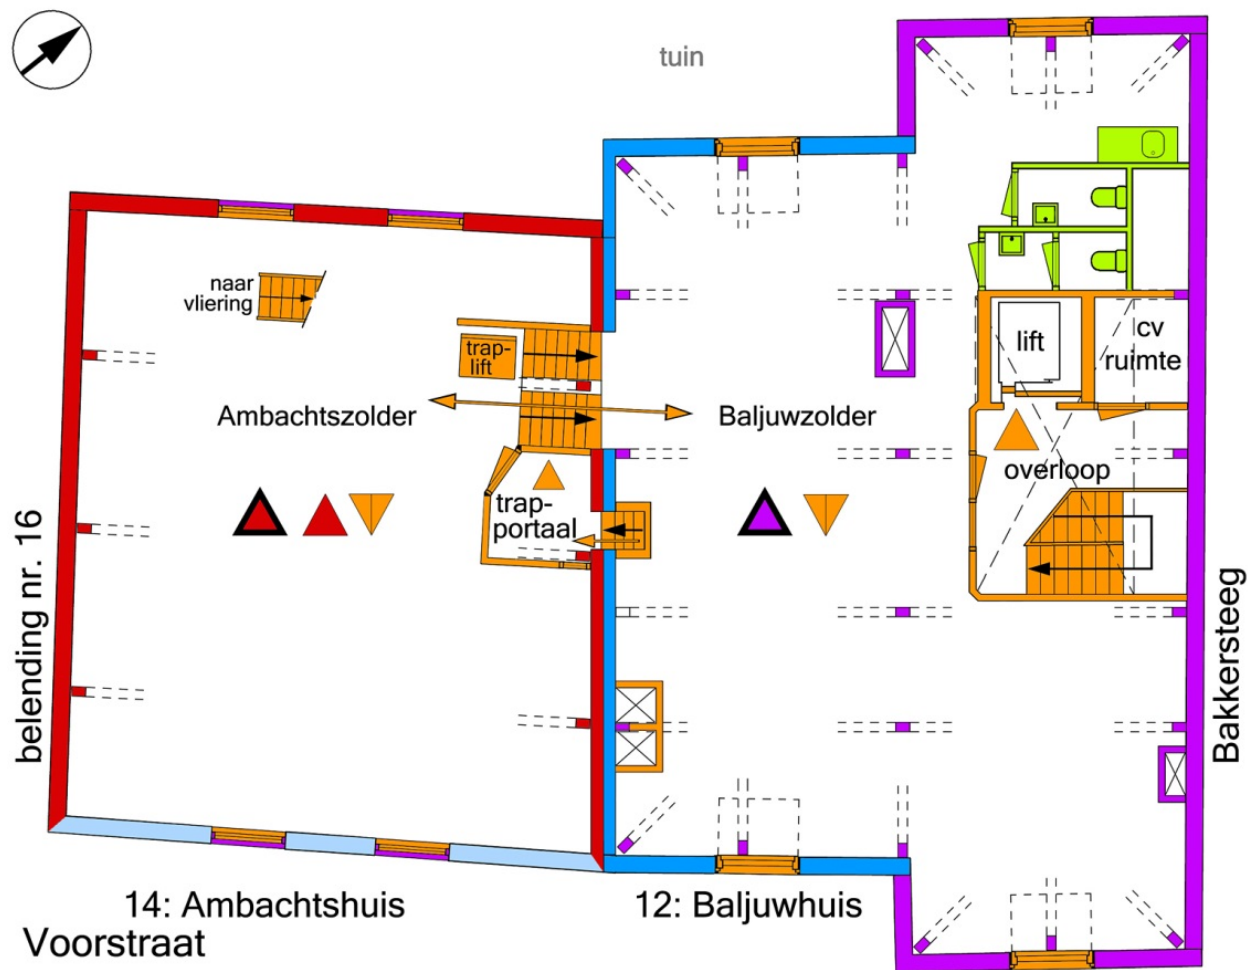 tuin
naar
vliering
trap-
lift
lift
cv
ruimte
Ambachtszolder
Baljuwzolder
overloop
trap-
portaal
belending nr. 16
Bakkersteeg
14: Ambachtshuis
12: Baljuwhuis
Voorstraat